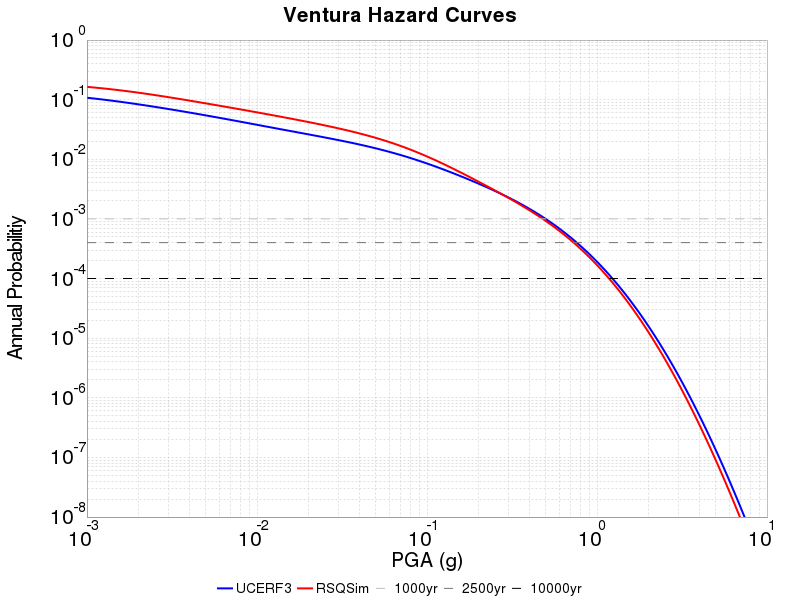 Ventura Hazard Curves
Annual Probability
10^0
10^-1
10^-2
10^-3
10^-4
10^-5
10^-6
10^-7
10^-8
10^-3 10^-2 10^-1 10^0 10^1
PGA (g)
UCERF3 RSQSim 1000yr 2500yr 10000yr